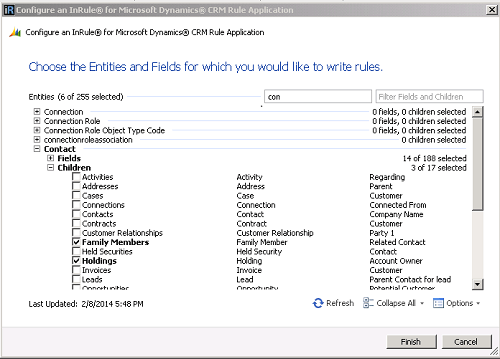 iR Configure an InRule® for Microsoft Dynamics® CRM Rule Application
Configure an InRule® for Microsoft Dynamics® CRM Rule Application
Choose the Entities and Fields for which you would like to write rules.
Entities (6 of 255 selected) con Filter Fields and Children
Connection 0 fields, 0 children selected
Connection Role 0 fields, 0 children selected
Connection Role Object Type Code 0 fields, 0 children selected
connectionroleassociation 0 children selected
Contact
Fields 14 of 188 selected
Children 3 of 17 selected
Activities Activity Regarding
Addresses Address Parent
Cases Case Customer
Connections Connection Connected From
Contacts Contact Company Name
Contracts Contract Customer
Customer Relationships Customer Relationship Party 1
Family Members Family Member Related Contact
Held Securities Held Security Contact
Holdings Holding Account Owner
Invoices Invoice Customer
Leads Lead Parent Contact for lead
Opportunities Opportunity Potential Customer
Last Updated: 2/8/2014 5:48 PM Refresh Collapse All Options
Finish Cancel